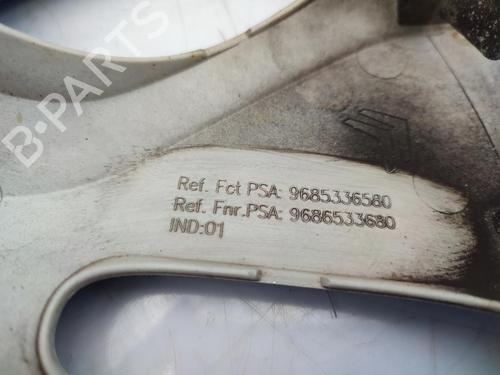 B-PARTS
Ref. Fct PSA: 9685336580
Ref. Fnr.PSA: 9686533680
IND:01